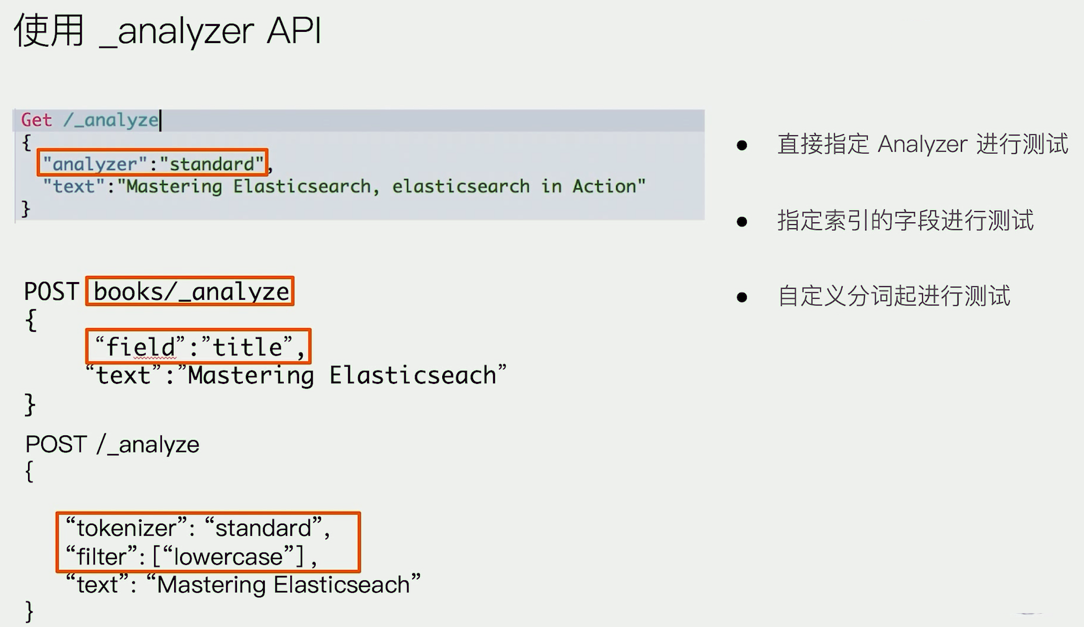 使用 _analyzer API
Get /_analyze
{
"analyzer":"standard",
"text":"Mastering Elasticsearch, elasticsearch in Action"
}
POST books/_analyze
{
“field”:”title”,
“text”:”Mastering Elasticseach”
}
POST /_analyze
{
“tokenizer”: “standard”,
“filter”: [“lowercase”] ,
“text”: “Mastering Elasticseach”
}
● 直接指定 Analyzer 进行测试
● 指定索引的字段进行测试
● 自定义分词起进行测试